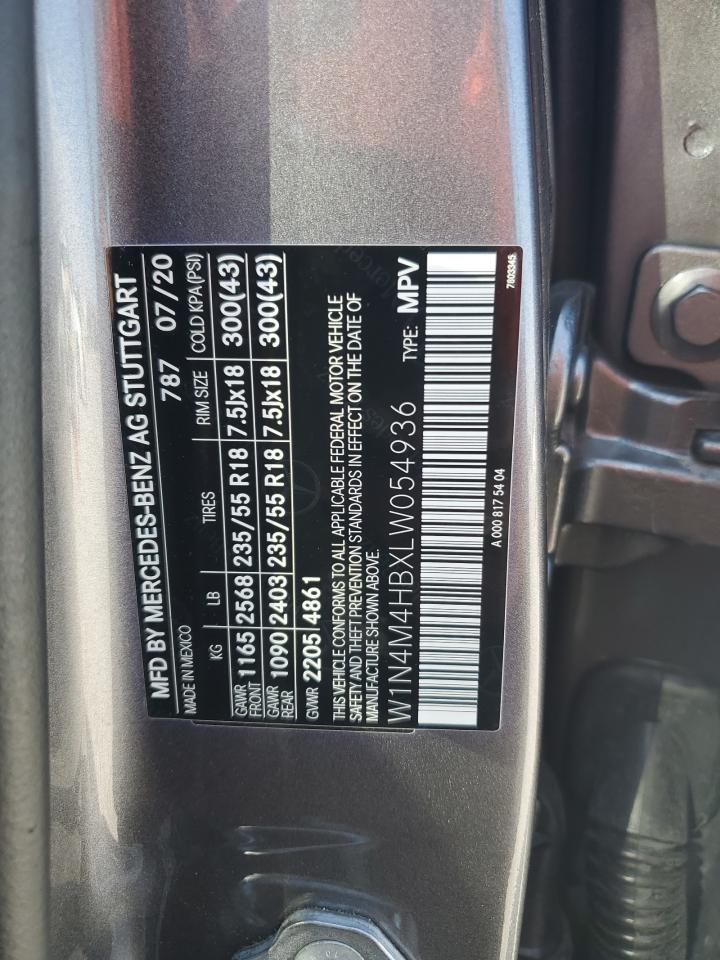 MFD BY MERCEDES-BENZ AG STUTTGART
MADE IN MEXICO 787 07/20
KG LB TIRES RIM SIZE COLD KPA (PSI)
GAWR FRONT 1165 2568 235/55 R18 7.5Jx18 300(43)
GAWR REAR 1090 2403 235/55 R18 7.5Jx18 300(43)
GVWR 2205 4861
THIS VEHICLE CONFORMS TO ALL APPLICABLE FEDERAL MOTOR VEHICLE
SAFETY AND THEFT PREVENTION STANDARDS IN EFFECT ON THE DATE OF
MANUFACTURE SHOWN ABOVE.
W1N4M4HBXLW054936 TYPE: MPV
A 000 817 54 04 7803345